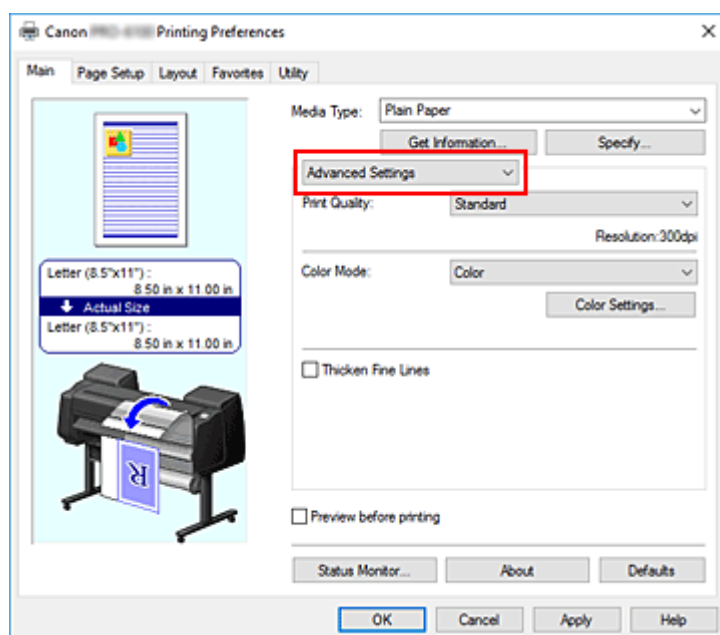 Canon Printing Preferences
Main Page Setup Layout Favorites Utility
Media Type: Plain Paper
Get Information... Specify...
Advanced Settings
Print Quality: Standard
Resolution:300dpi
Letter (8.5"x11") :
8.50 in x 11.00 in
Actual Size
Letter (8.5"x11") :
8.50 in x 11.00 in
Color Mode: Color
Color Settings...
Thicken Fine Lines
R
Preview before printing
Status Monitor... About Defaults
OK Cancel Apply Help